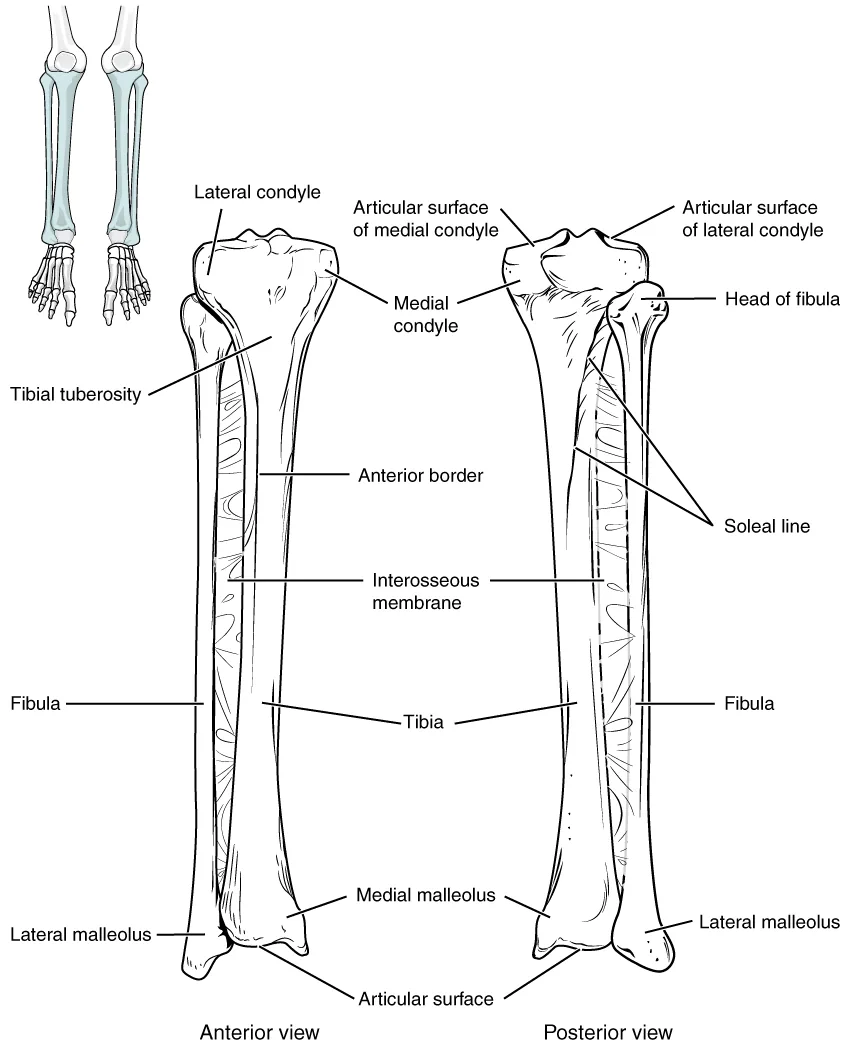 Lateral condyle
Articular surface
of medial condyle
Articular surface
of lateral condyle
Medial
condyle
Head of fibula
Tibial tuberosity
Anterior border
Soleal line
Interosseous
membrane
Fibula
Tibia
Fibula
Medial malleolus
Lateral malleolus
Lateral malleolus
Articular surface
Anterior view
Posterior view